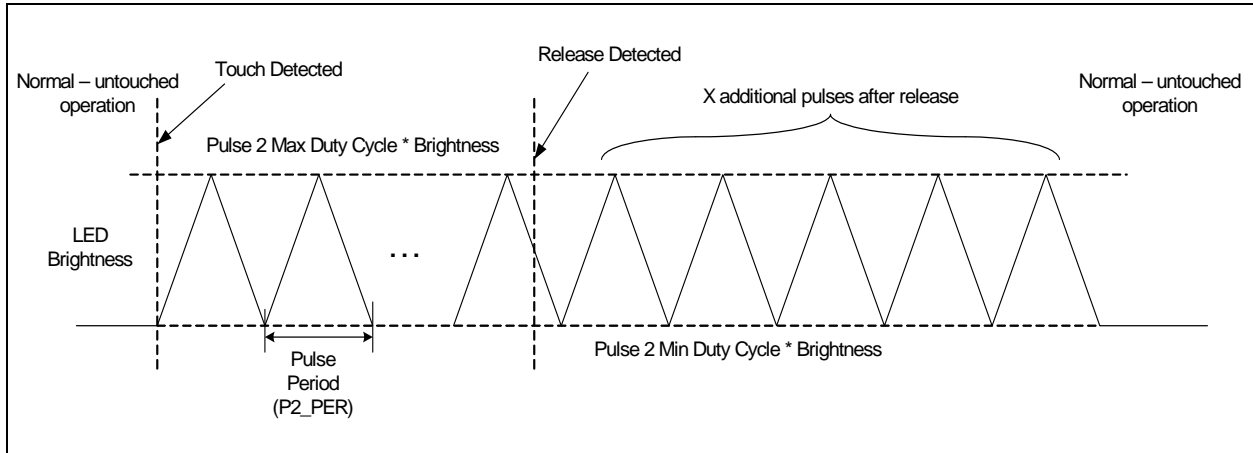 Normal – untouched
operation
Touch Detected
Release Detected
X additional pulses after release
Normal – untouched
operation
Pulse 2 Max Duty Cycle * Brightness
LED
Brightness
...
Pulse 2 Min Duty Cycle * Brightness
Pulse
Period
(P2_PER)